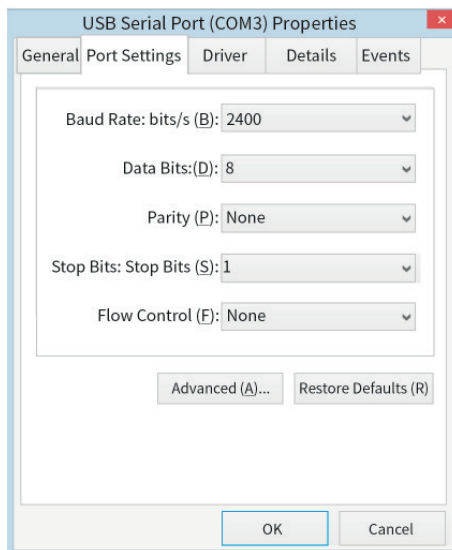 USB Serial Port (COM3) Properties
General Port Settings Driver Details Events
Baud Rate: bits/s (B): 2400
Data Bits:(D): 8
Parity (P): None
Stop Bits: Stop Bits (S): 1
Flow Control (F): None
Advanced (A)... Restore Defaults (R)
OK Cancel